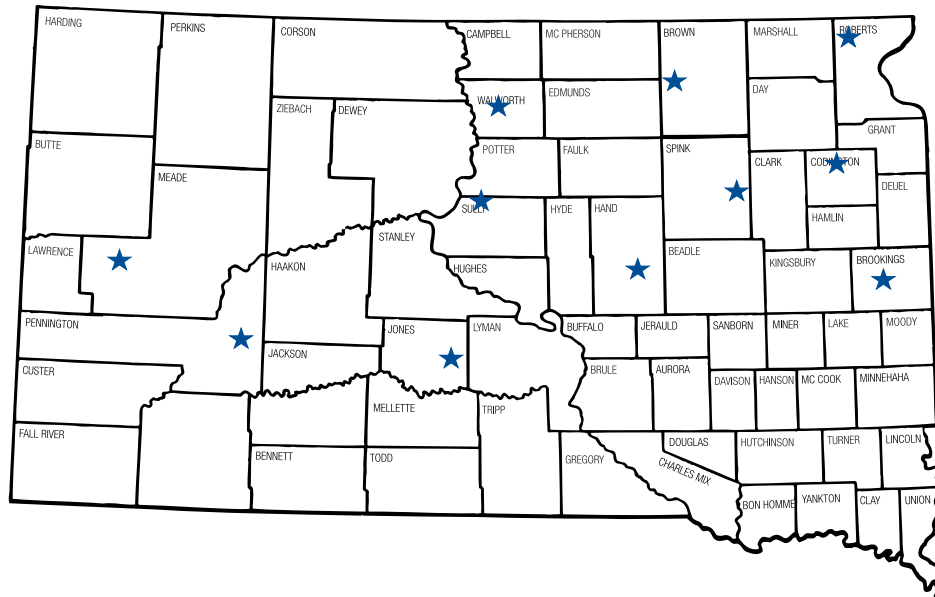 HARDING
PERKINS
CORSON
CAMPBELL
MC PHERSON
BROWN
MARSHALL
ROBERTS
WALWORTH
EDMUNDS
DAY
ZIEBACH
DEWEY
GRANT
BUTTE
POTTER
FAULK
SPINK
CLARK
CODINGTON
MEADE
DEUEL
SULLY
HYDE
HAND
HAMLIN
STANLEY
LAWRENCE
HAAKON
HUGHES
BEADLE
KINGSBURY
BROOKINGS
PENNINGTON
JONES
LYMAN
BUFFALO
JERAULD
SANBORN
MINER
LAKE
MOODY
JACKSON
CUSTER
BRULE
AURORA
DAVISON
HANSON
MC COOK
MINNEHAHA
MELLETTE
TRIPP
FALL RIVER
DOUGLAS
HUTCHINSON
TURNER
LINCOLN
BENNETT
TODD
GREGORY
CHARLES MIX
BON HOMME
YANKTON
CLAY
UNION